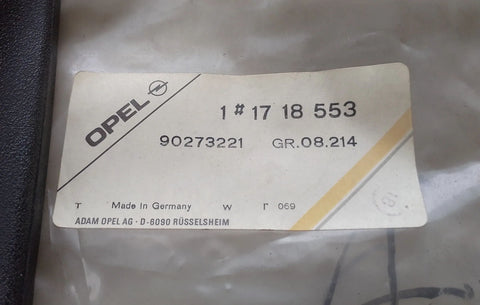 OPEL
1 # 17 18 553
90273221 GR.08.214
T Made In Germany w r 069
ADAM OPEL AG · D-6090 RÜSSELSHEIM